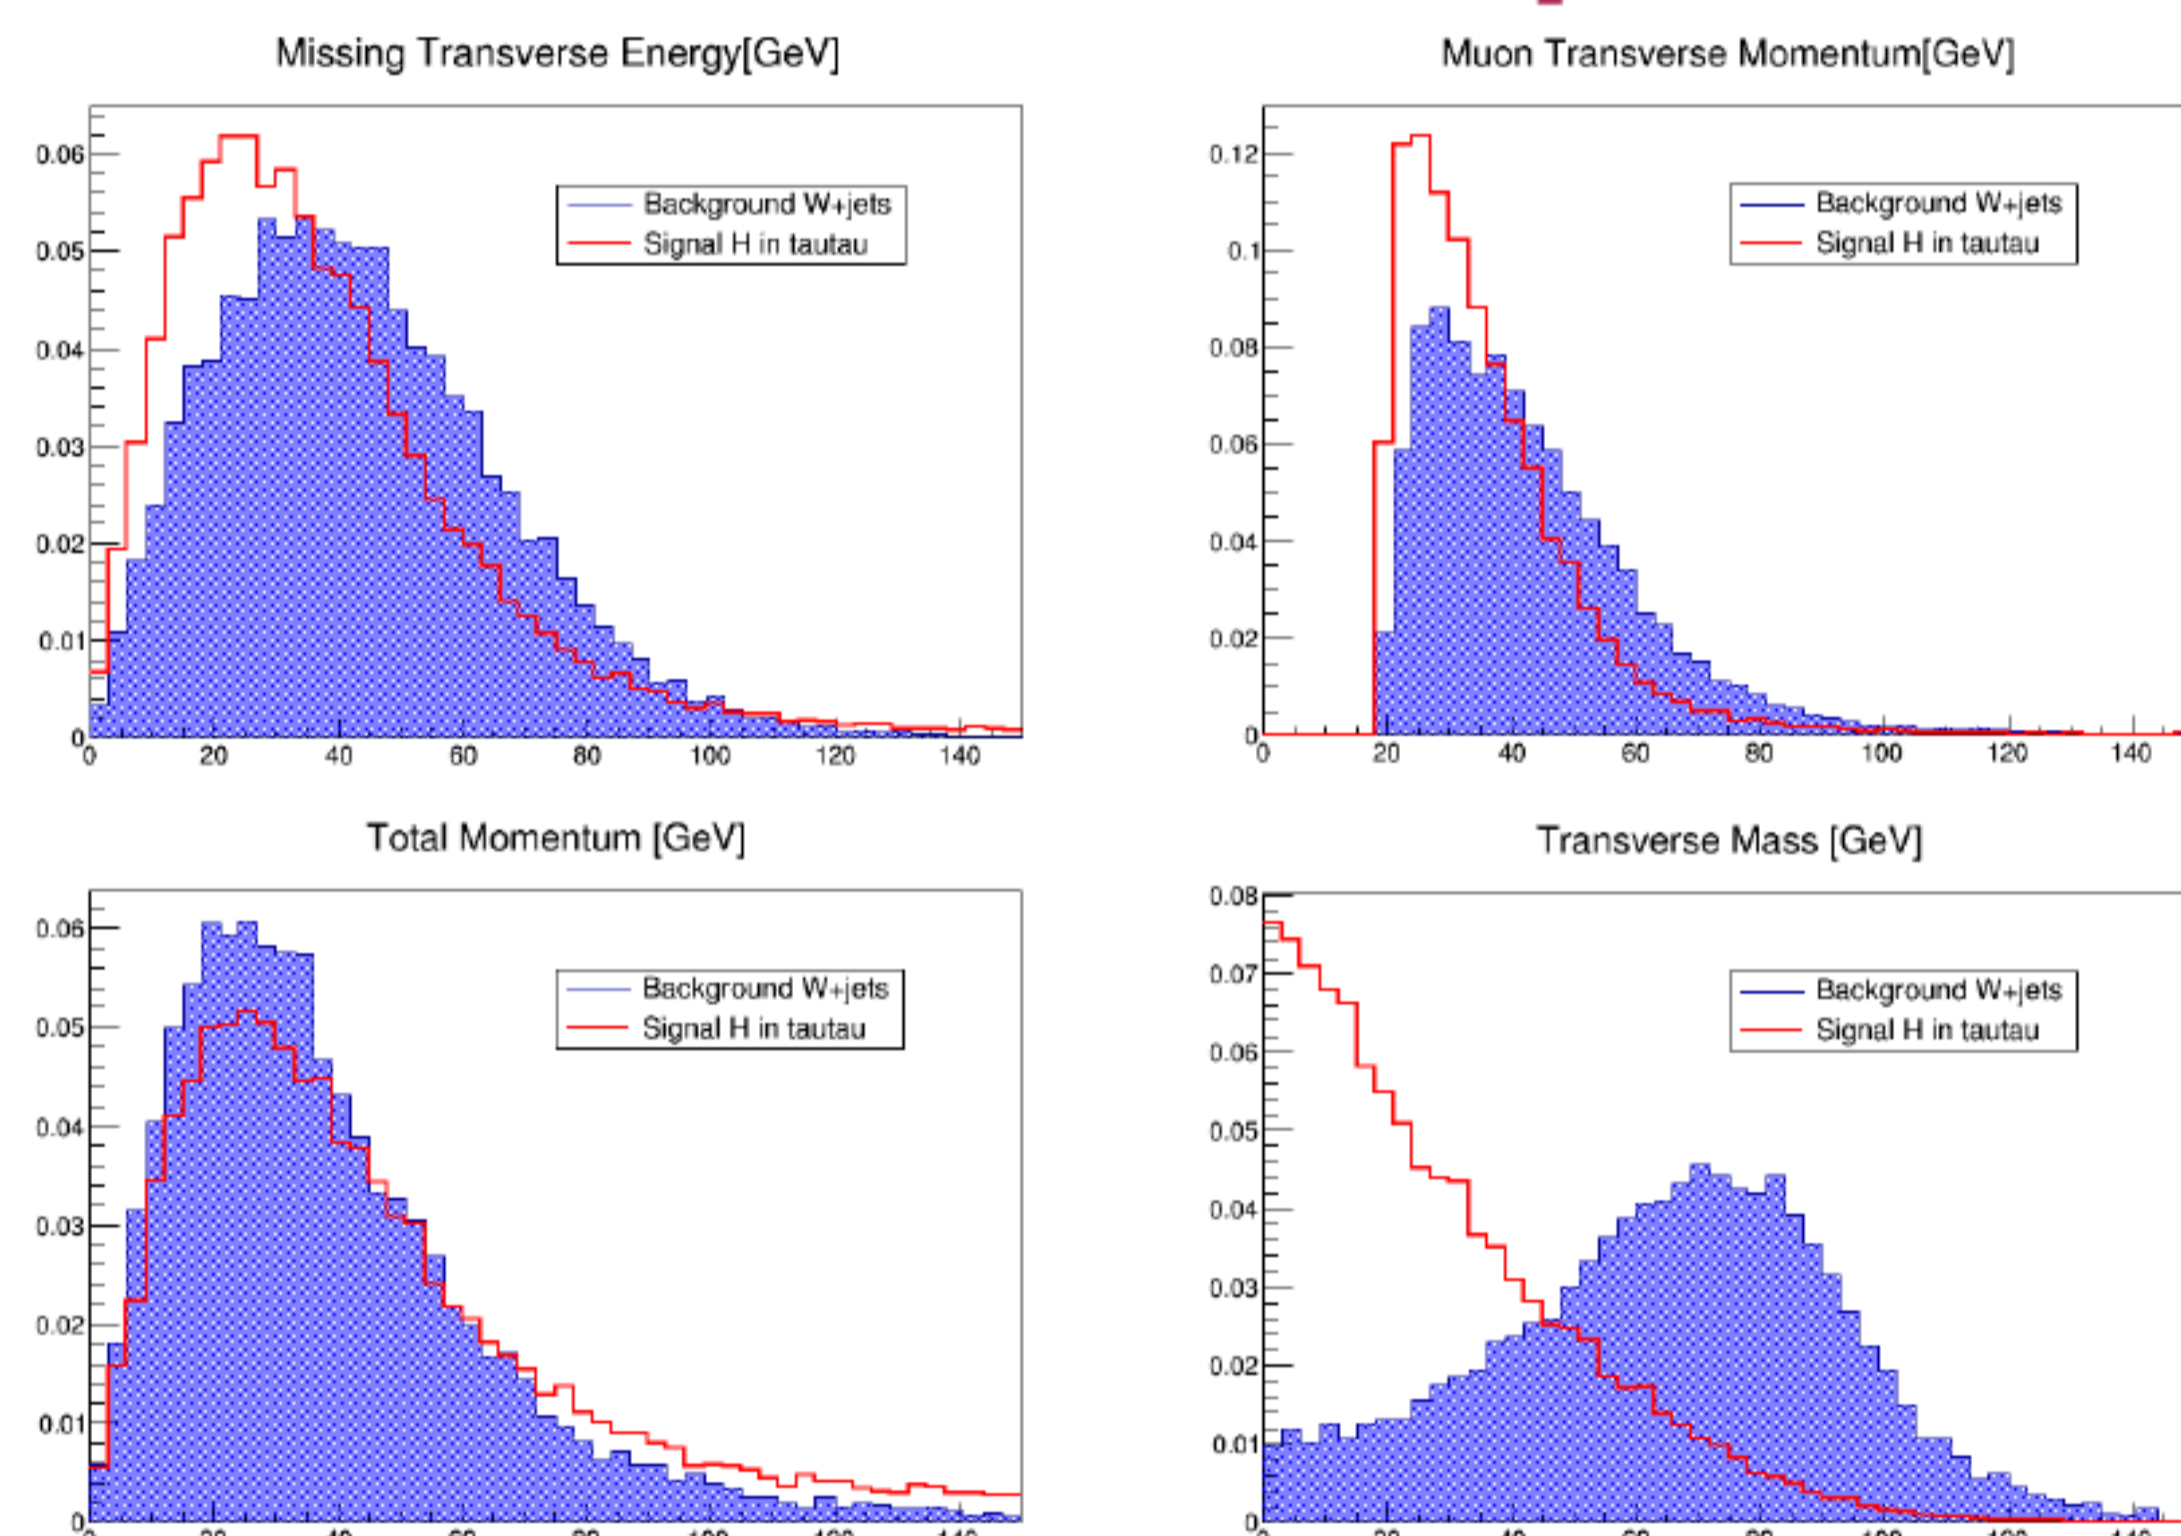 Missing Transverse Energy[GeV]
0.06
0.05
0.04
0.03
0.02
0.01
0
Background W+jets
Signal H in tautau
0 20 40 60 80 100 120 140
Muon Transverse Momentum[GeV]
0.12
0.1
0.08
0.06
0.04
0.02
0
Background W+jets
Signal H in tautau
0 20 40 60 80 100 120 140
Total Momentum [GeV]
0.06
0.05
0.04
0.03
0.02
0.01
0
Background W+jets
Signal H in tautau
Transverse Mass [GeV]
0.08
0.07
0.06
0.05
0.04
0.03
0.02
0.01
0
Background W+jets
Signal H in tautau